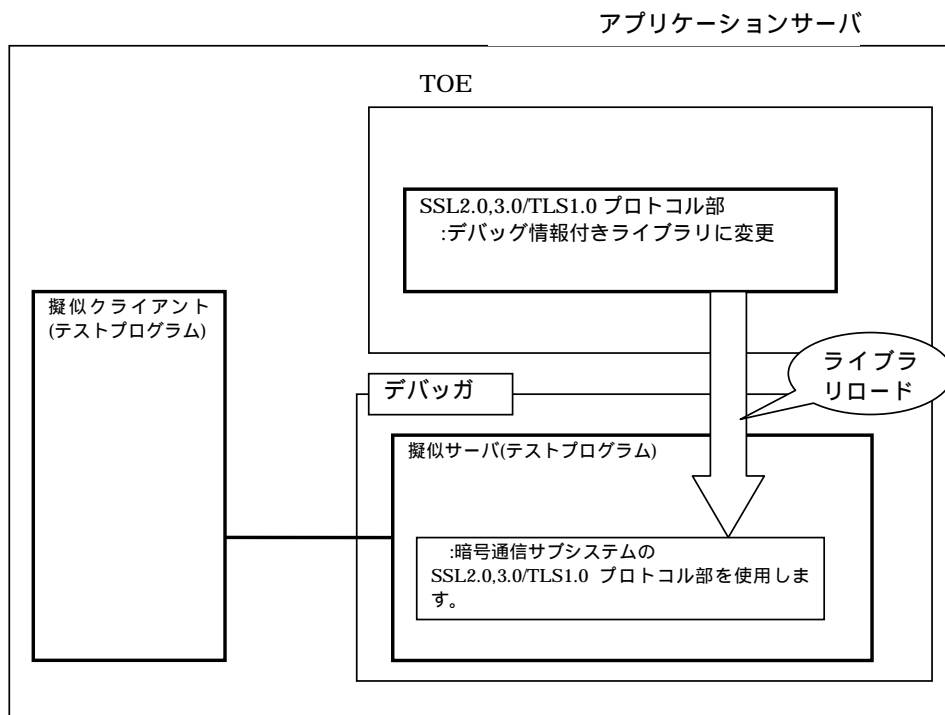 アプリケーションサーバ
TOE
SSL2.0,3.0/TLS1.0 プロトコル部
:デバッグ情報付きライブラリに変更
擬似クライアント
(テストプログラム)
ライブラ
リロード
デバッガ
擬似サーバ(テストプログラム)
:暗号通信サブシステムの
SSL2.0,3.0/TLS1.0 プロトコル部を使用しま
す。